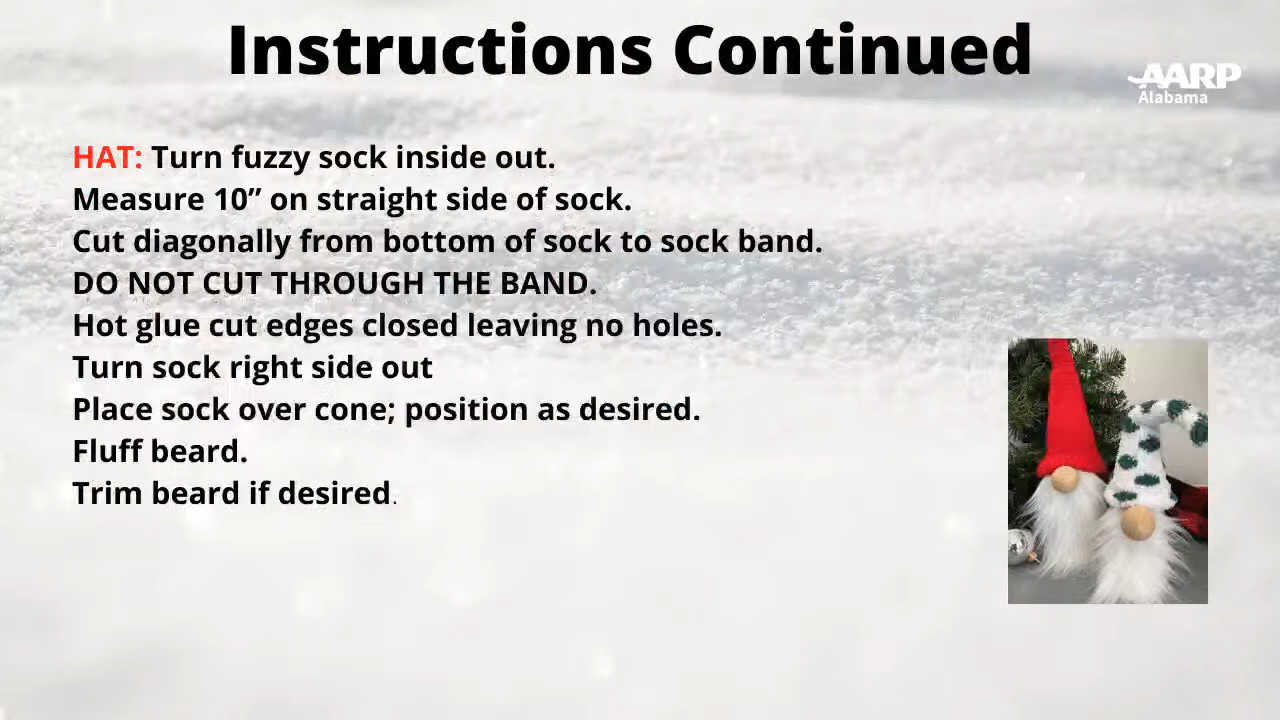 Instructions Continued
AARP
Alabama
HAT: Turn fuzzy sock inside out.
Measure 10” on straight side of sock.
Cut diagonally from bottom of sock to sock band.
DO NOT CUT THROUGH THE BAND.
Hot glue cut edges closed leaving no holes.
Turn sock right side out
Place sock over cone; position as desired.
Fluff beard.
Trim beard if desired.